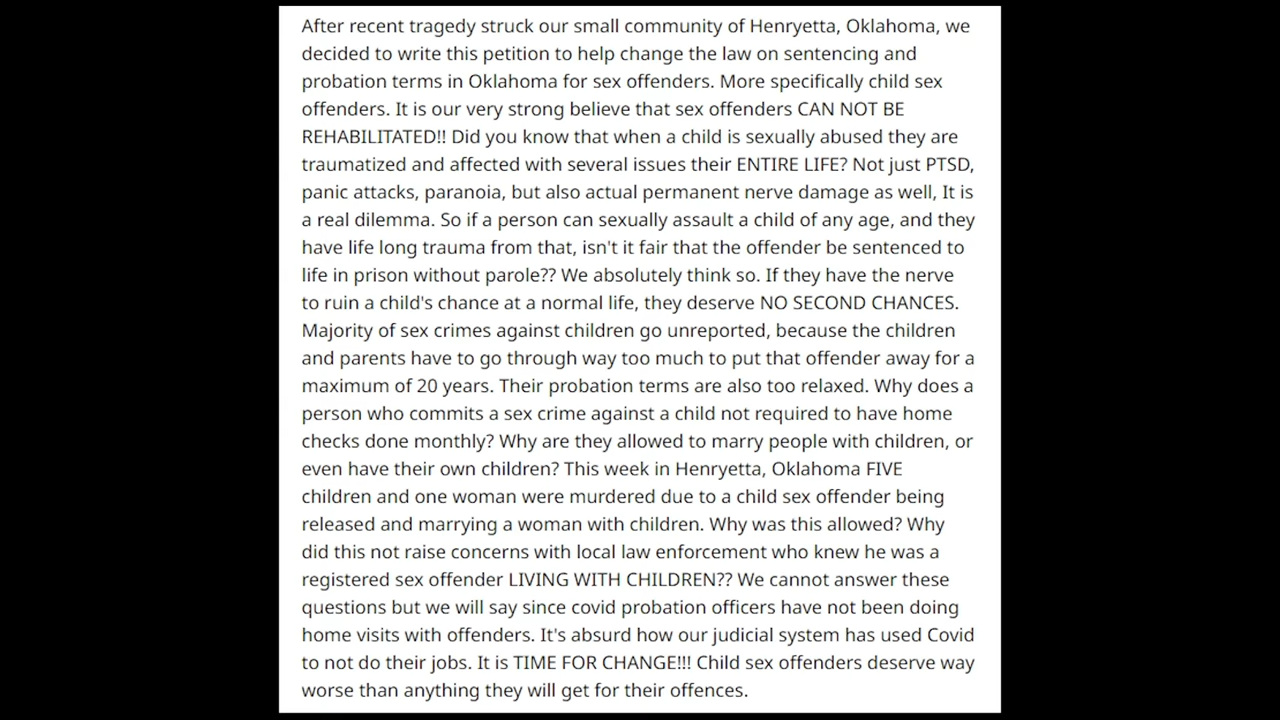 After recent tragedy struck our small community of Henryetta, Oklahoma, we
decided to write this petition to help change the law on sentencing and
probation terms in Oklahoma for sex offenders. More specifically child sex
offenders. It is our very strong believe that sex offenders CAN NOT BE
REHABILITATED!! Did you know that when a child is sexually abused they are
traumatized and affected with several issues their ENTIRE LIFE? Not just PTSD,
panic attacks, paranoia, but also actual permanent nerve damage as well, It is
a real dilemma. So if a person can sexually assault a child of any age, and they
have life long trauma from that, isn't it fair that the offender be sentenced to
life in prison without parole?? We absolutely think so. If they have the nerve
to ruin a child's chance at a normal life, they deserve NO SECOND CHANCES.
Majority of sex crimes against children go unreported, because the children
and parents have to go through way too much to put that offender away for a
maximum of 20 years. Their probation terms are also too relaxed. Why does a
person who commits a sex crime against a child not required to have home
checks done monthly? Why are they allowed to marry people with children, or
even have their own children? This week in Henryetta, Oklahoma FIVE
children and one woman were murdered due to a child sex offender being
released and marrying a woman with children. Why was this allowed? Why
did this not raise concerns with local law enforcement who knew he was a
registered sex offender LIVING WITH CHILDREN?? We cannot answer these
questions but we will say since covid probation officers have not been doing
home visits with offenders. It's absurd how our judicial system has used Covid
to not do their jobs. It is TIME FOR CHANGE!!! Child sex offenders deserve way
worse than anything they will get for their offences.